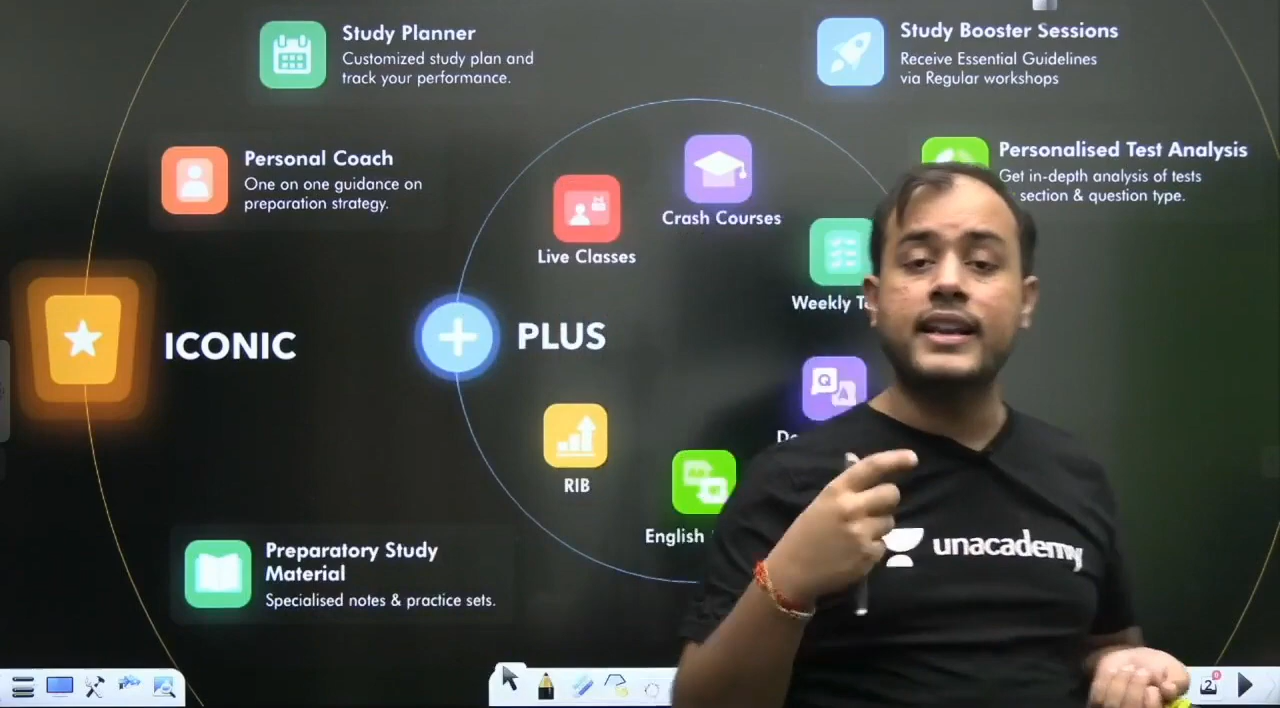 Study Planner
Customized study plan and
track your performance.
Study Booster Sessions
Receive Essential Guidelines
via Regular workshops
Personal Coach
One on one guidance on
preparation strategy.
Personalised Test Analysis
Get in-depth analysis of tests
section & question type.
Live Classes
Crash Courses
Weekly
ICONIC
PLUS
Q
A
RIB
English
Preparatory Study
Material
Specialised notes & practice sets.
unacademy
2